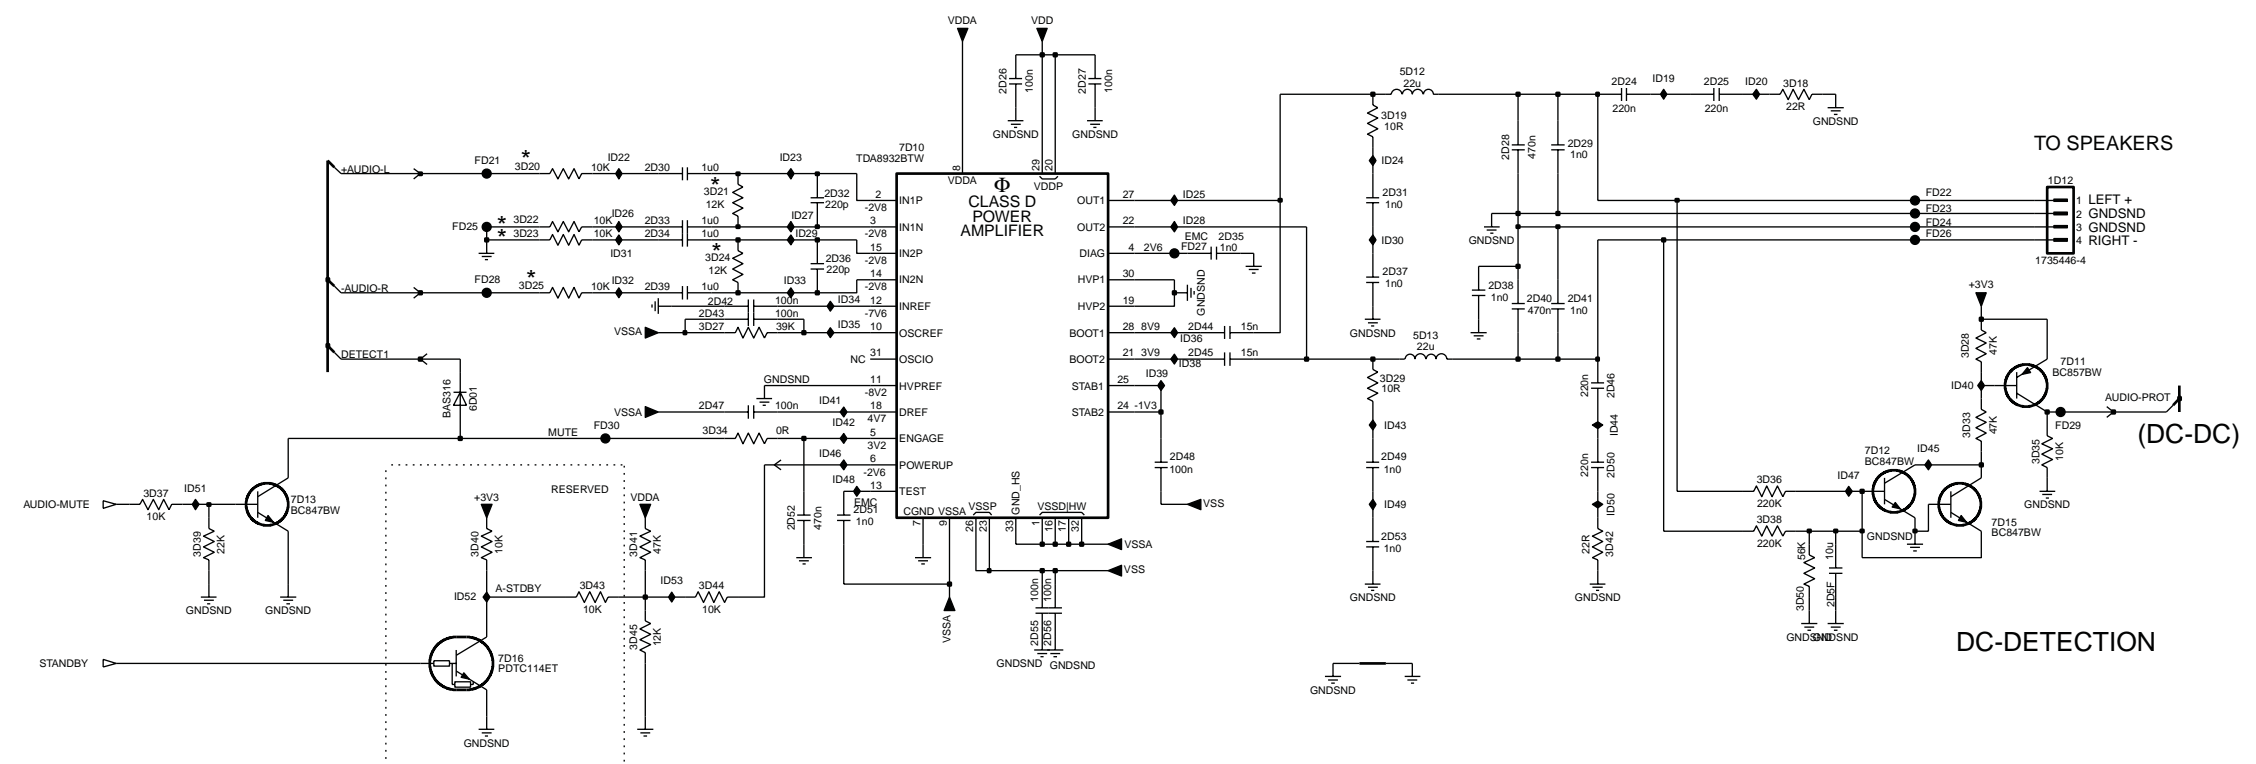 VDDA
VDD
2D26
100n
2D27
100n
GNDSND
GNDSND
7D10
TDA8932BTW
8
VDDA
29
20
VDDP
Φ
CLASS D
POWER
AMPLIFIER
+AUDIO-L
FD21
*
3D20
10K
ID22
2D30
1u0
ID23
*
3D21
12K
2D32
220p
2
-2V8
IN1P
FD25
*
3D22
10K
ID26
2D33
1u0
ID27
3
-2V8
IN1N
*
3D23
10K
ID31
2D34
1u0
ID29
15
-2V8
IN2P
*
3D24
12K
2D36
220p
14
-2V8
IN2N
-AUDIO-R
FD28
*
3D25
10K
ID32
2D39
1u0
ID33
2D42
100n
ID34
12
-7V6
INREF
2D43
100n
VSSA
3D27
39K
ID35
10
OSCREF
NC
31
OSCIO
DETECT1
BAS316
6D01
GNDSND
11
-8V2
HVPREF
VSSA
2D47
100n
ID41
18
4V7
DREF
MUTE
FD30
3D34
0R
ID42
5
3V2
ENGAGE
ID46
6
-2V6
POWERUP
ID48
13
TEST
EMC
2D51
1n0
2D52
470n
CGND
VSSA
VSSP
GND_HS
VSSD|HW
7
9
26
23
33
1
16
17
32
VSSA
VSS
VSSA
100n
100n
2D55
2D56
GNDSND
GNDSND
OUT1
27
ID25
OUT2
22
ID28
DIAG
4
2V6
EMC
FD27
2D35
1n0
HVP1
30
HVP2
19
GNDSND
BOOT1
28
8V9
ID36
2D44
15n
BOOT2
21
3V9
ID38
2D45
15n
STAB1
25
ID39
STAB2
24
-1V3
2D48
100n
VSS
5D12
22u
3D19
10R
ID24
2D31
1n0
ID30
2D37
1n0
GNDSND
5D13
22u
3D29
10R
ID43
2D49
1n0
ID49
2D53
1n0
GNDSND
2D24
220n
ID19
2D25
220n
ID20
3D18
22R
GNDSND
2D28
470n
2D29
1n0
GNDSND
2D38
1n0
2D40
470n
2D41
1n0
220n
2D46
ID44
220n
2D50
ID50
22R
3D42
GNDSND
TO SPEAKERS
1D12
FD22
1 LEFT +
FD23
2 GNDSND
FD24
3 GNDSND
FD26
4 RIGHT -
1735446-4
+3V3
3D28
47K
7D11
BC857BW
ID40
AUDIO-PROT
(DC-DC)
FD29
3D33
47K
3D35
10K
GNDSND
7D12
BC847BW
ID45
ID47
3D36
220K
3D38
220K
GNDSND
7D15
BC847BW
56K
3D50
10u
2D5F
GNDSND
GNDSND
DC-DETECTION
AUDIO-MUTE
3D37
10K
ID51
7D13
BC847BW
3D39
22K
GNDSND
GNDSND
RESERVED
+3V3
3D40
10K
ID52
A-STDBY
3D43
10K
VDDA
3D41
47K
ID53
3D44
10K
3D45
12K
STANDBY
7D16
PDTC114ET
GNDSND
GNDSND